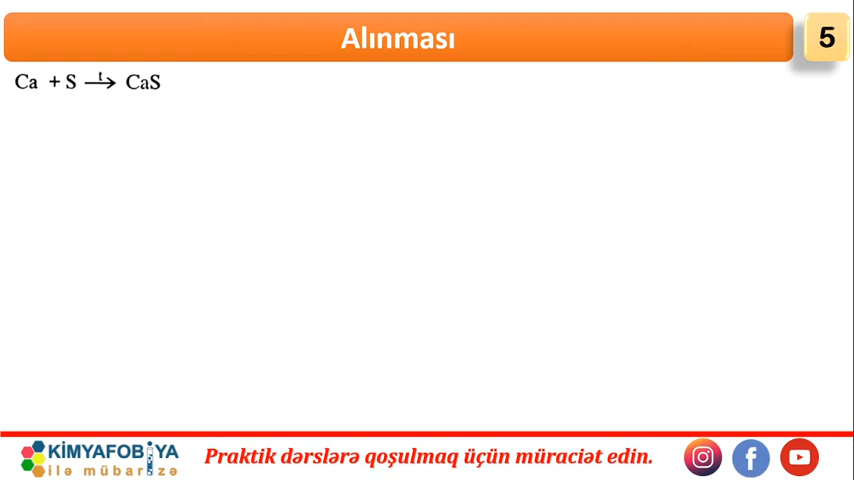 Alınması
5
Ca + S →t CaS
KİMYAFOBİYA
ilə mübarizə
Praktik dərslərə qoşulmaq üçün müraciət edin.